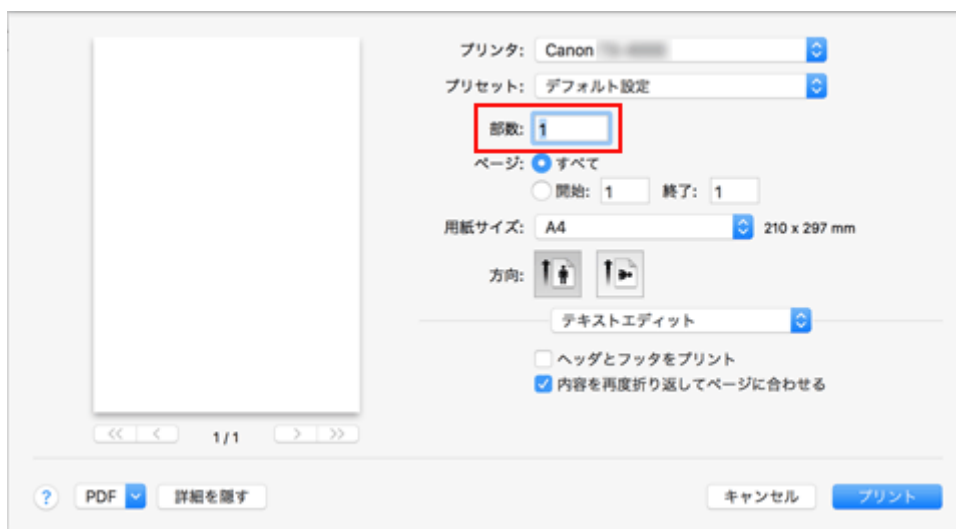 プリンタ: Canon
プリセット: デフォルト設定
部数: 1
ページ: すべて
開始: 1 終了: 1
用紙サイズ: A4 210 x 297 mm
方向:
テキストエディット
ヘッダとフッタをプリント
内容を再度折り返してページに合わせる
1 / 1
? PDF 詳細を隠す キャンセル プリント